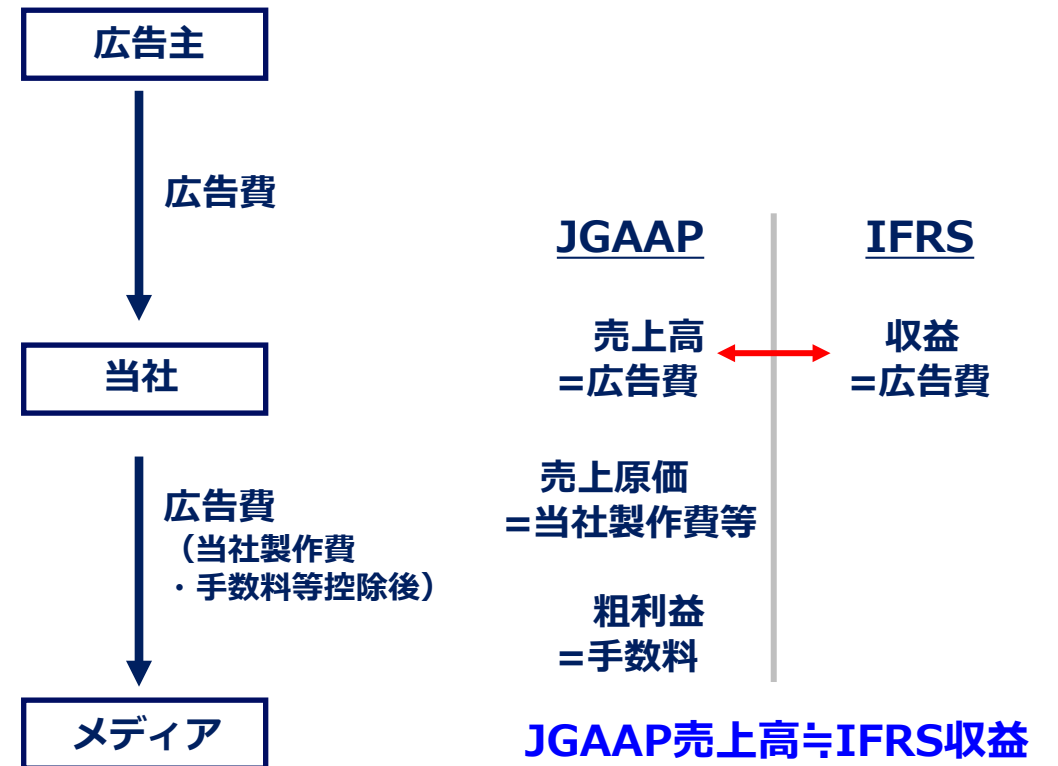 広告主
広告費
当社
広告費
（当社製作費
・手数料等控除後）
メディア
JGAAP
IFRS
売上高
=広告費
収益
=広告費
売上原価
=当社製作費等
粗利益
=手数料
JGAAP売上高≒IFRS収益